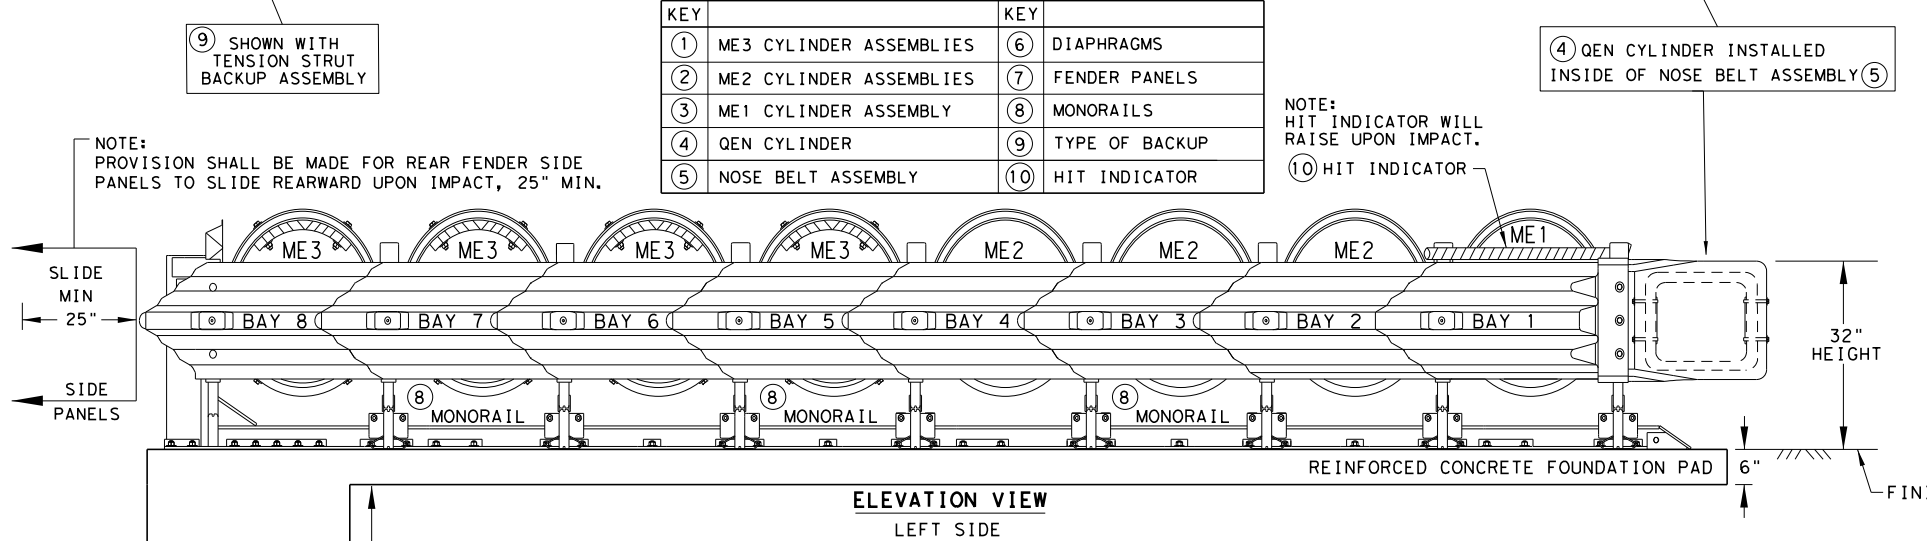 9 SHOWN WITH
TENSION STRUT
BACKUP ASSEMBLY
KEY KEY
1 ME3 CYLINDER ASSEMBLIES 6 DIAPHRAGMS
2 ME2 CYLINDER ASSEMBLIES 7 FENDER PANELS
3 ME1 CYLINDER ASSEMBLY 8 MONORAILS
4 QEN CYLINDER 9 TYPE OF BACKUP
5 NOSE BELT ASSEMBLY 10 HIT INDICATOR
4 QEN CYLINDER INSTALLED
INSIDE OF NOSE BELT ASSEMBLY 5
NOTE:
HIT INDICATOR WILL
RAISE UPON IMPACT.
10 HIT INDICATOR
NOTE:
PROVISION SHALL BE MADE FOR REAR FENDER SIDE
PANELS TO SLIDE REARWARD UPON IMPACT, 25" MIN.
ME3 ME3 ME3 ME3 ME2 ME2 ME2 ME1
SLIDE
MIN
25"
BAY 8 BAY 7 BAY 6 BAY 5 BAY 4 BAY 3 BAY 2 BAY 1
32"
HEIGHT
SIDE
PANELS
8 8 8
MONORAIL MONORAIL MONORAIL
REINFORCED CONCRETE FOUNDATION PAD 6"
ELEVATION VIEW
LEFT SIDE